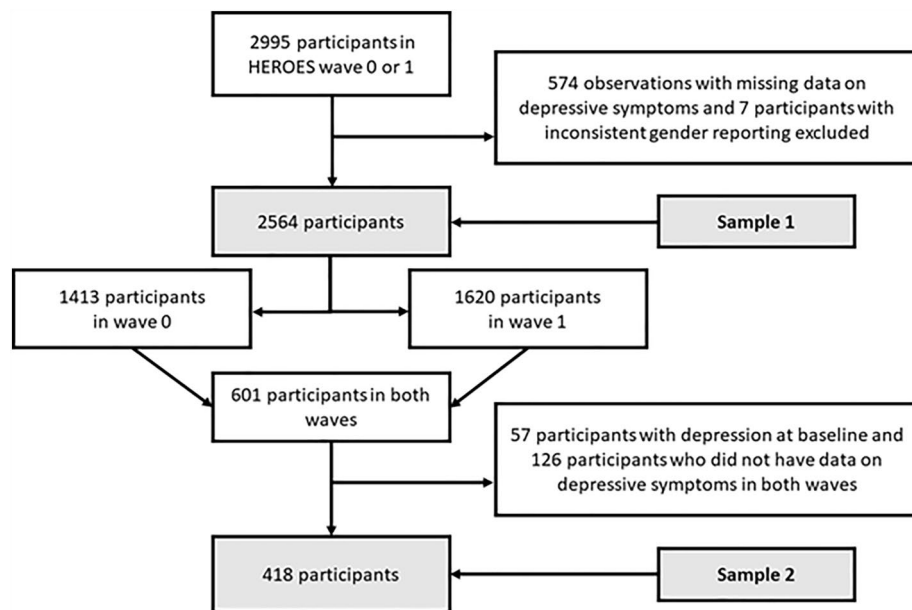 2995 participants in
HEROES wave 0 or 1
574 observations with missing data on
depressive symptoms and 7 participants with
inconsistent gender reporting excluded
2564 participants
Sample 1
1413 participants
in wave 0
1620 participants
in wave 1
601 participants in both
waves
57 participants with depression at baseline and
126 participants who did not have data on
depressive symptoms in both waves
418 participants
Sample 2